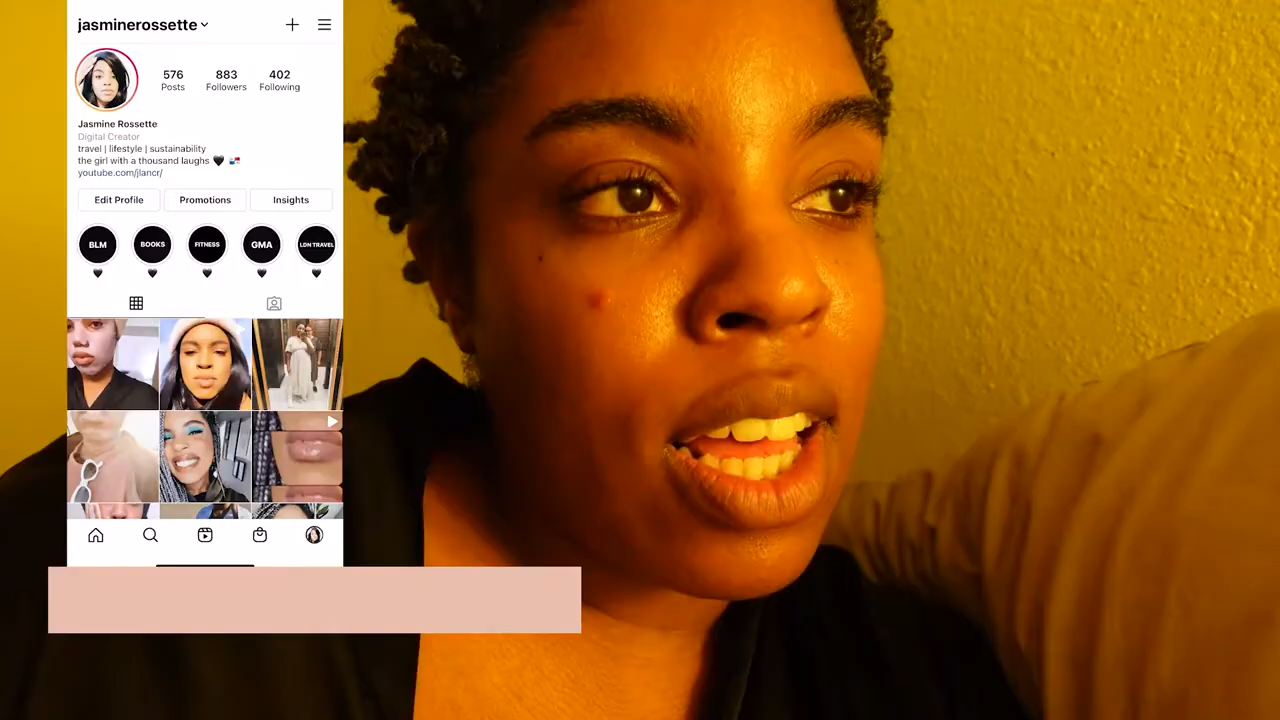 jasminerossette
576 883 402
Posts Followers Following
Jasmine Rossette
Digital Creator
travel | lifestyle | sustainability
the girl with a thousand laughs 🖤 🇵🇦
youtube.com/jlancr/
Edit Profile Promotions Insights
BLM BOOKS FITNESS GMA LDN TRAVEL
🖤 🖤 🖤 🖤 🖤